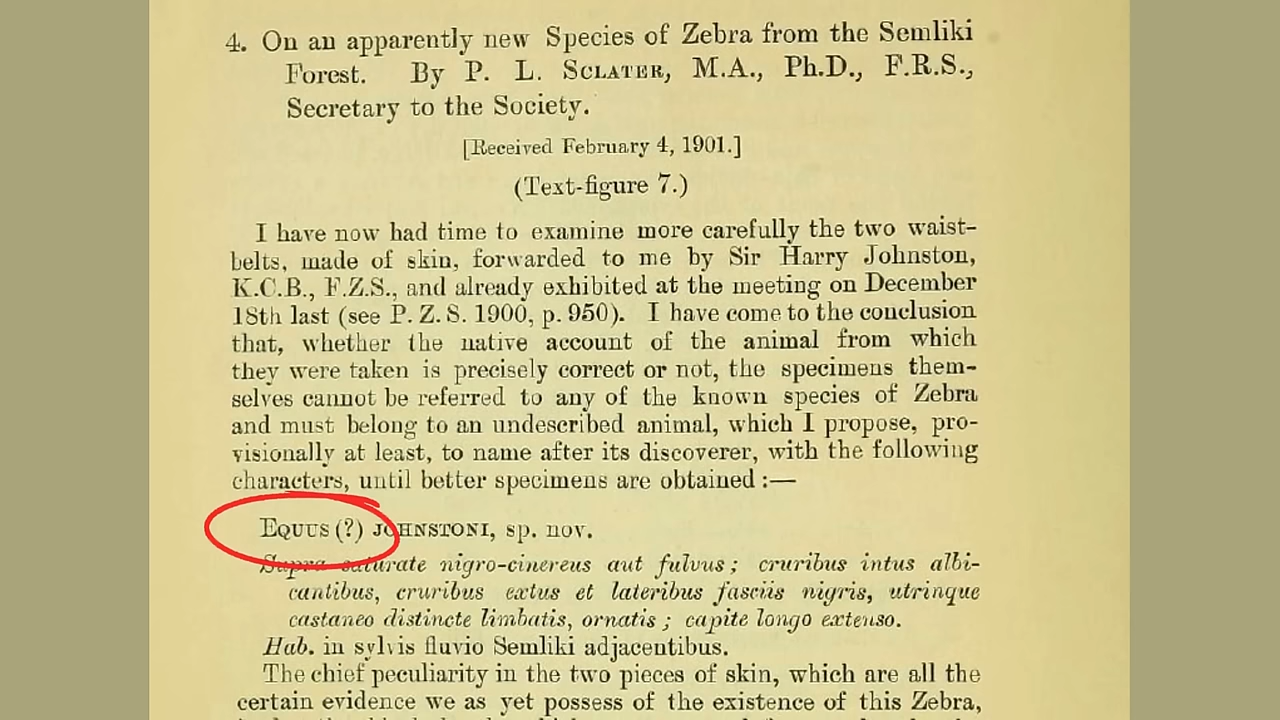 4. On an apparently new Species of Zebra from the Semliki
Forest. By P. L. SCLATER, M.A., Ph.D., F.R.S.,
Secretary to the Society.
[Received February 4, 1901.]
(Text-figure 7.)
I have now had time to examine more carefully the two waist-
belts, made of skin, forwarded to me by Sir Harry Johnston,
K.C.B., F.Z.S., and already exhibited at the meeting on December
18th last (see P. Z. S. 1900, p. 950). I have come to the conclusion
that, whether the native account of the animal from which
they were taken is precisely correct or not, the specimens them-
selves cannot be referred to any of the known species of Zebra
and must belong to an undescribed animal, which I propose, pro-
visionally at least, to name after its discoverer, with the following
characters, until better specimens are obtained :—
EQUUS (?) JOHNSTONI, sp. nov.
Supra saturate nigro-cinereus aut fulvus ; cruribus intus albi-
cantibus, cruribus extus et lateribus fasciis nigris, utrinque
castaneo distincte limbatis, ornatis ; capite longo extenso.
Hab. in sylvis fluvio Semliki adjacentibus.
The chief peculiarity in the two pieces of skin, which are all the
certain evidence we as yet possess of the existence of this Zebra,